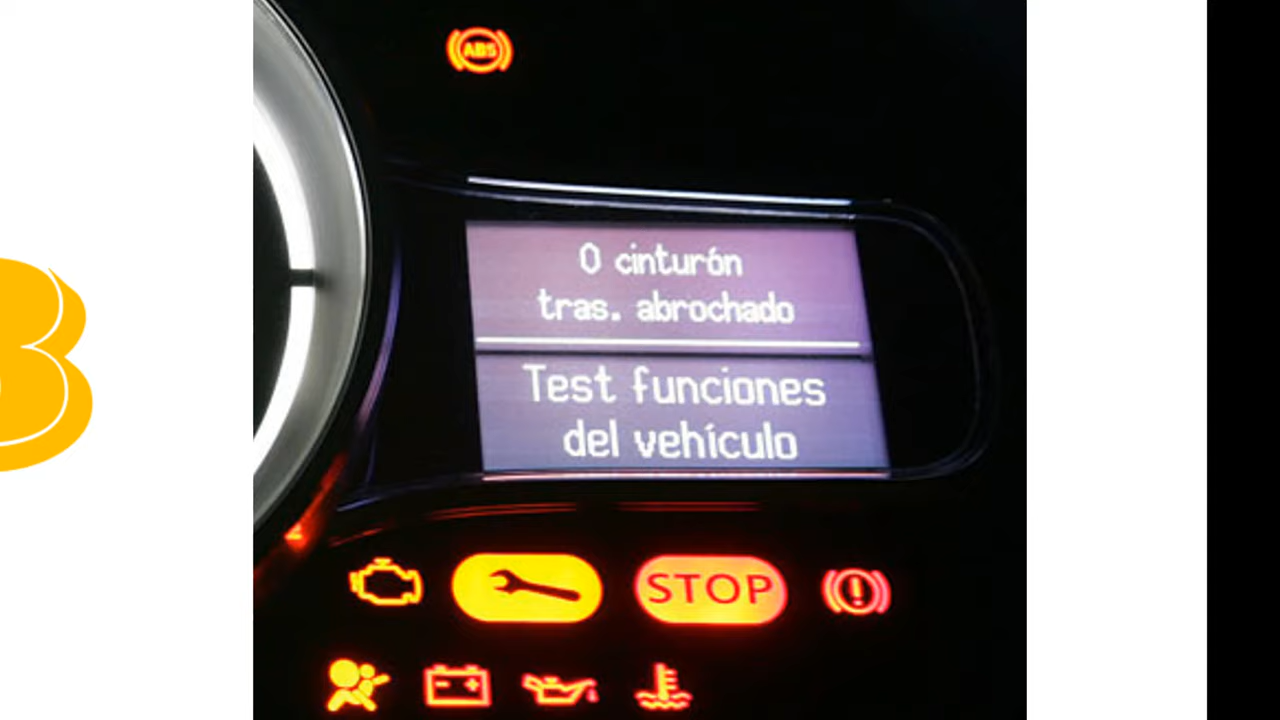 ABS
0 cinturón
tras. abrochado
Test funciones
del vehículo
STOP